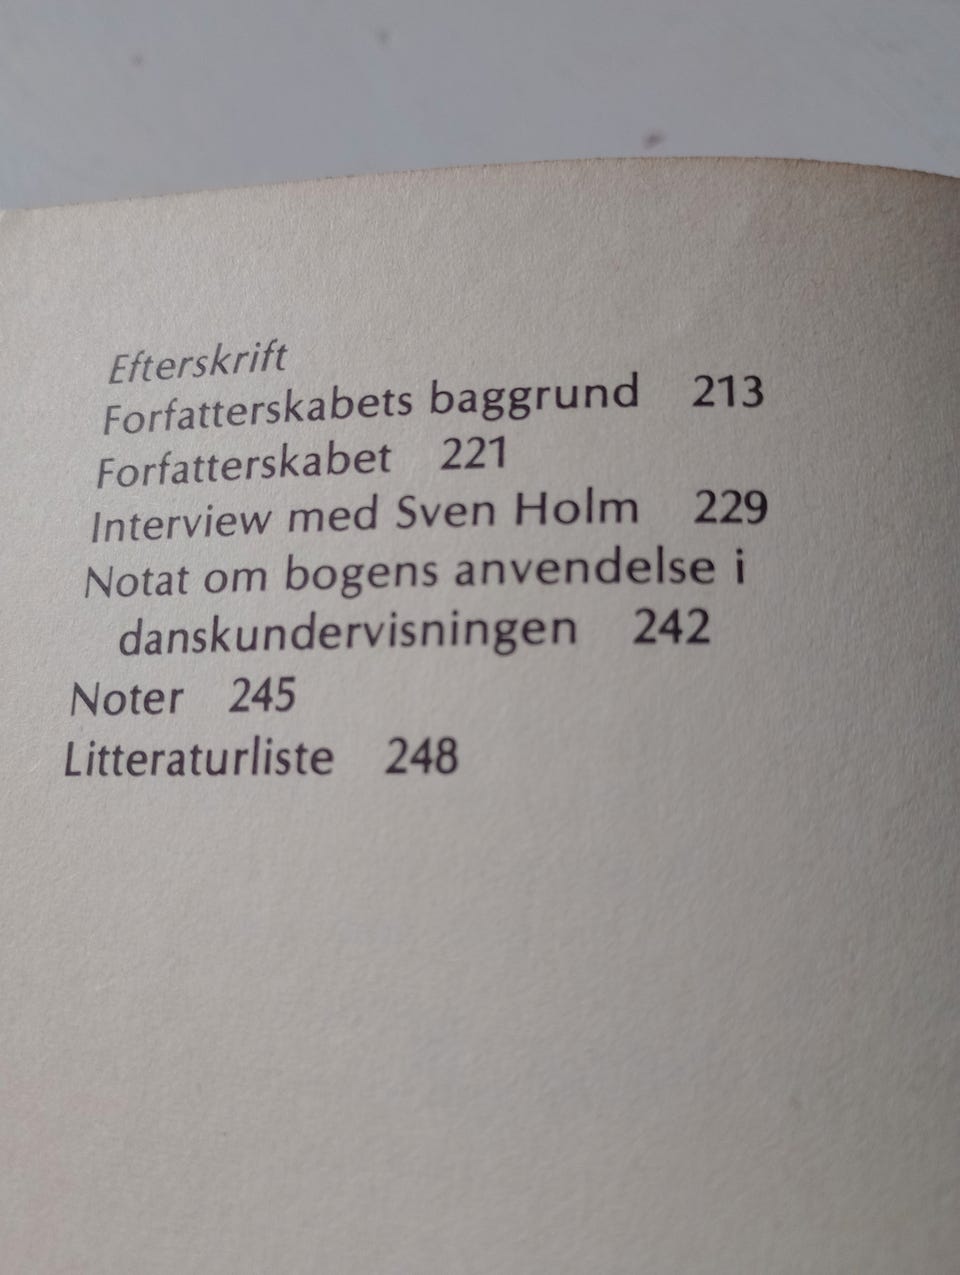 Efterskrift
Forfatterskabets baggrund 213
Forfatterskabet 221
Interview med Sven Holm 229
Notat om bogens anvendelse i
danskundervisningen 242
Noter 245
Litteraturliste 248